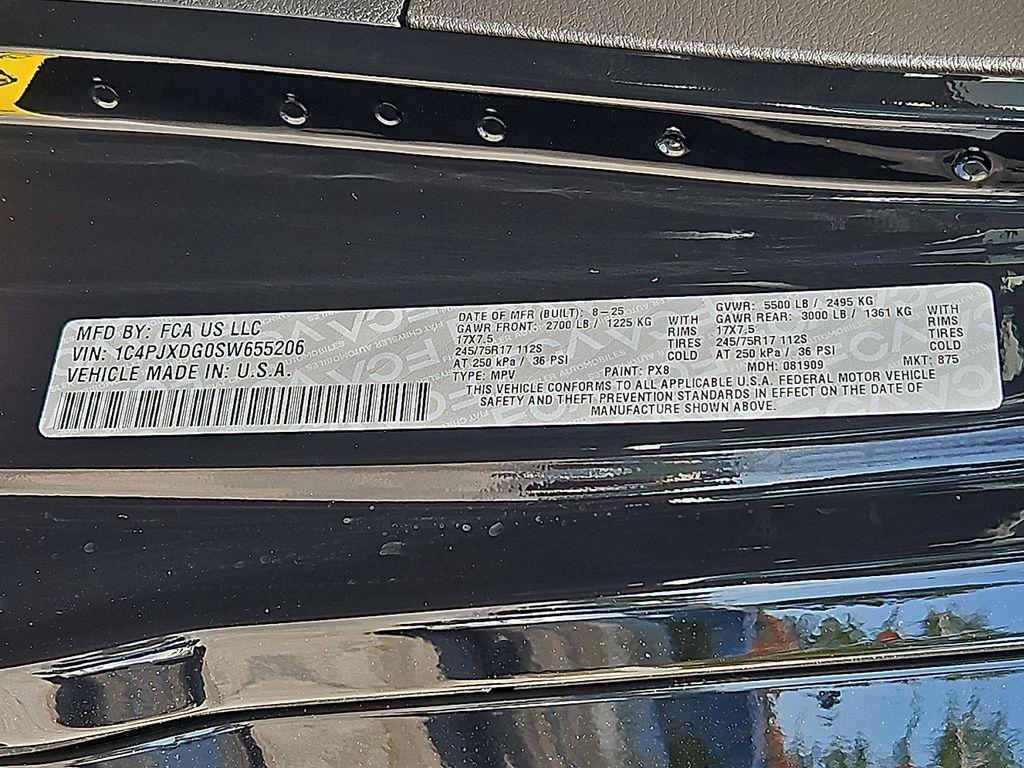 MFD BY: FCA US LLC
VIN: 1C4PJXDG0SW655206
VEHICLE MADE IN: U.S.A.
DATE OF MFR (BUILT): 8-25
GAWR FRONT: 2700 LB / 1225 KG WITH
17X7.5 RIMS
245/75R17 112S TIRES
AT 250 kPa / 36 PSI COLD
GVWR: 5500 LB / 2495 KG
GAWR REAR: 3000 LB / 1361 KG WITH
17X7.5 RIMS
245/75R17 112S TIRES
AT 250 kPa / 36 PSI COLD
TYPE: MPV PAINT: PX8 MDH: 081909 MKT: 875
THIS VEHICLE CONFORMS TO ALL APPLICABLE U.S.A. FEDERAL MOTOR VEHICLE
SAFETY AND THEFT PREVENTION STANDARDS IN EFFECT ON THE DATE OF
MANUFACTURE SHOWN ABOVE.